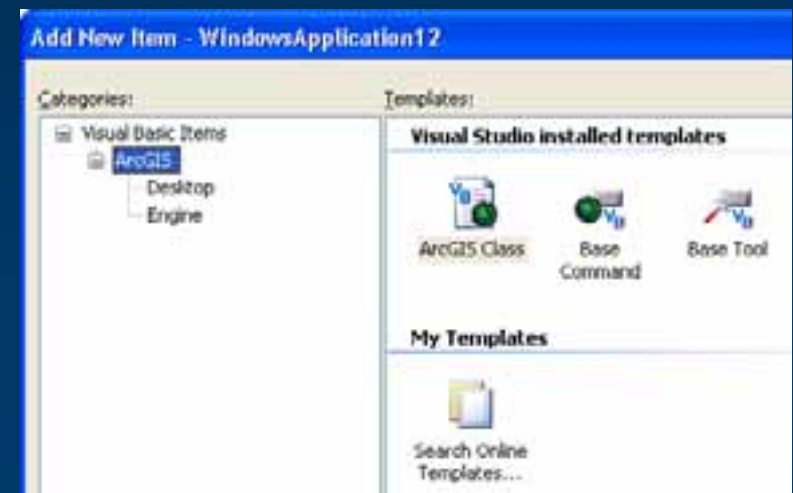 Add New Item - WindowsApplication12
Categories:
Templates:
Visual Basic Items
ArcGIS
Desktop
Engine
Visual Studio installed templates
ArcGIS Class
Base Command
Base Tool
My Templates
Search Online Templates...